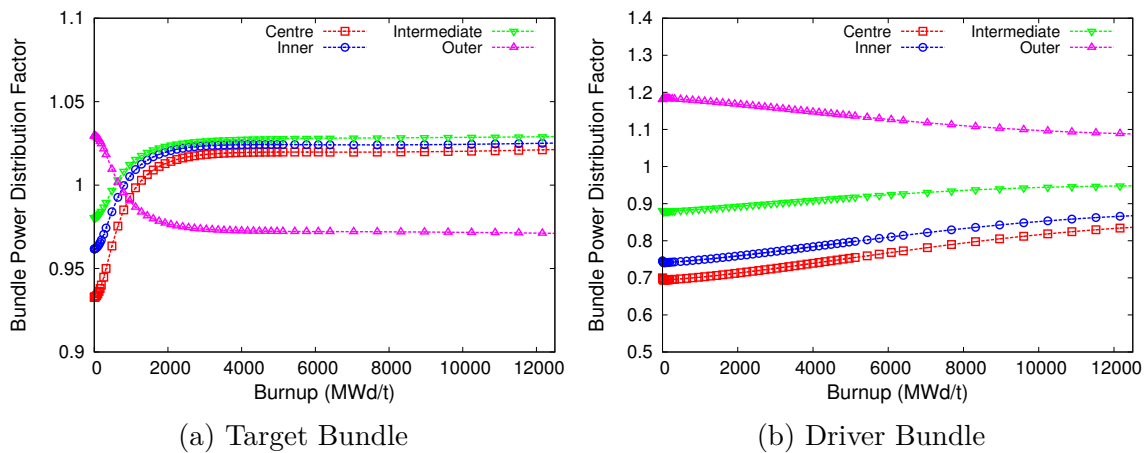 1.1
1.05
1
0.95
0.9
Bundle Power Distribution Factor
Centre
Inner
Intermediate
Outer
0 2000 4000 6000 8000 10000 12000
Burnup (MWd/t)
(a) Target Bundle
1.4
1.3
1.2
1.1
1
0.9
0.8
0.7
0.6
0.5
Bundle Power Distribution Factor
Centre
Inner
Intermediate
Outer
0 2000 4000 6000 8000 10000 12000
Burnup (MWd/t)
(b) Driver Bundle